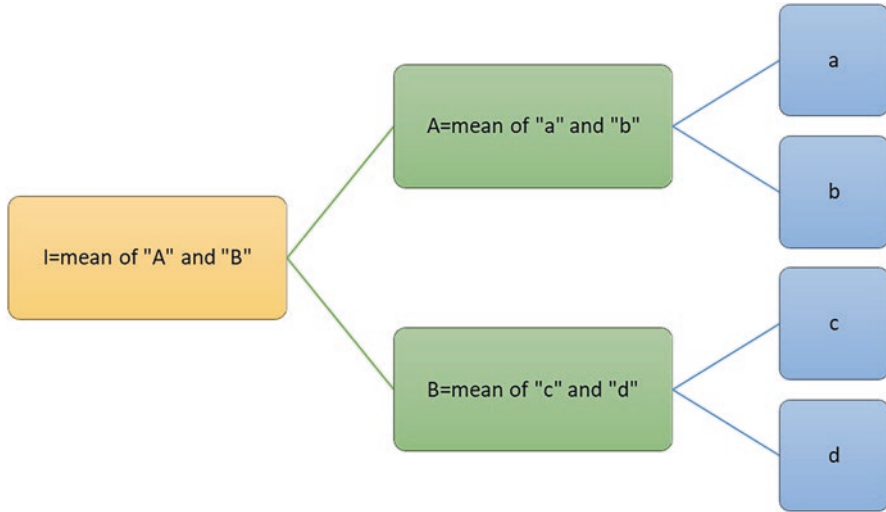 I=mean of "A" and "B"
A=mean of "a" and "b"
B=mean of "c" and "d"
a
b
c
d